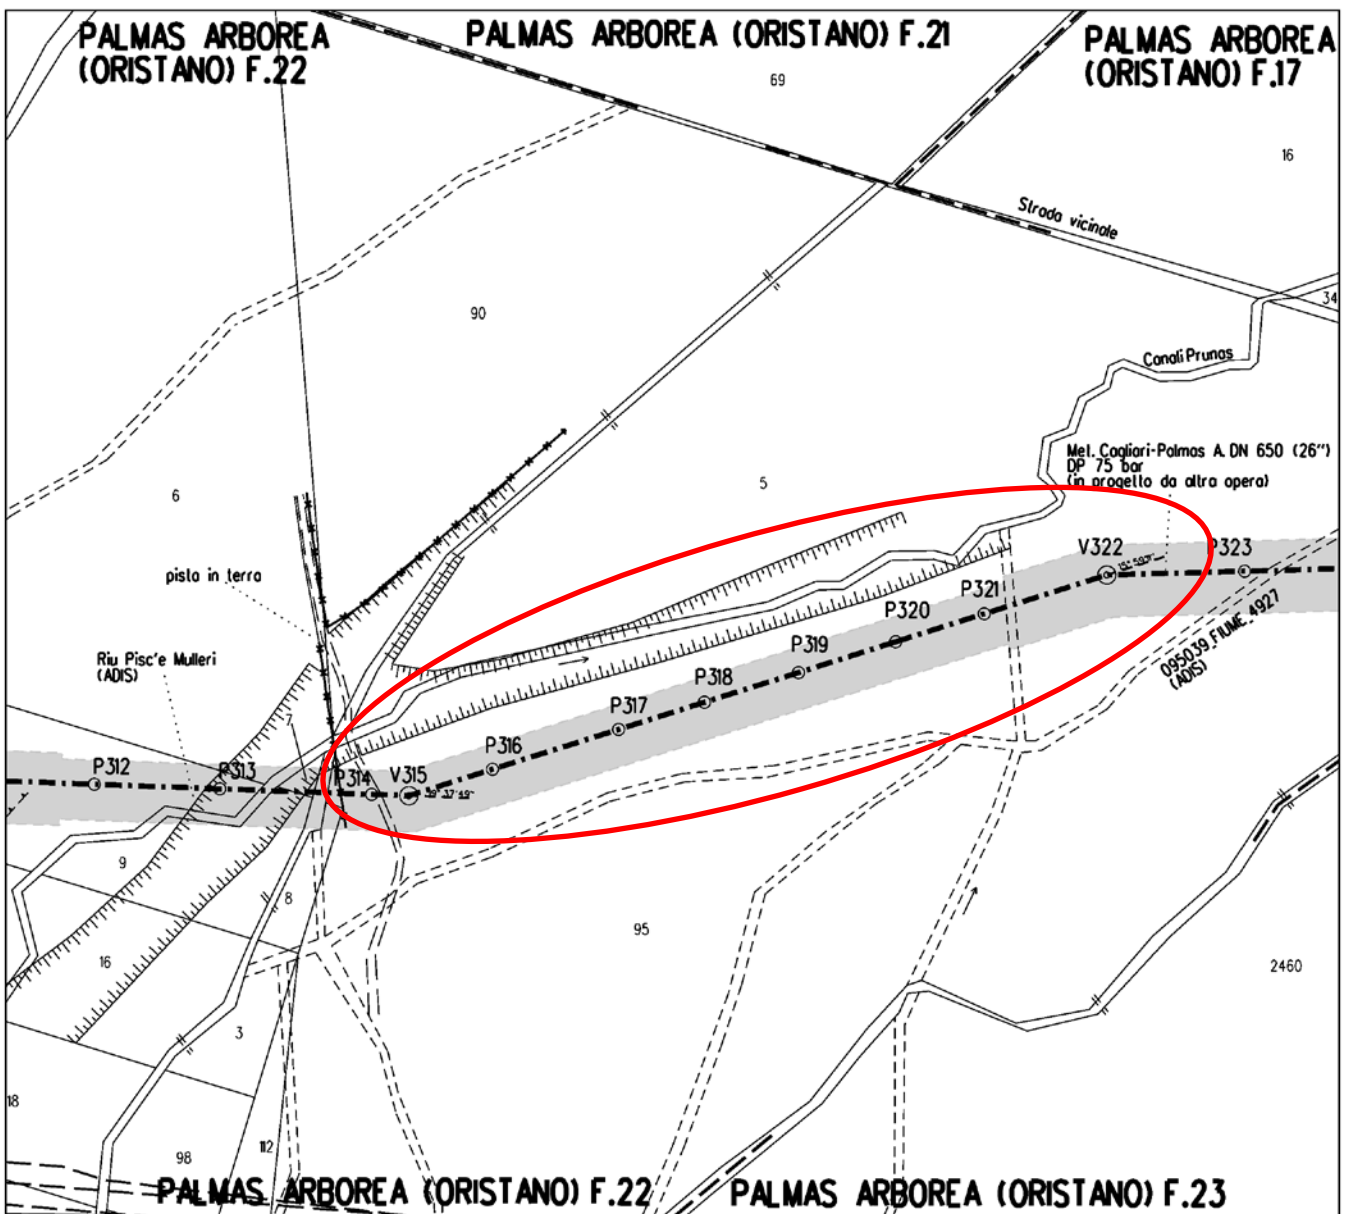 PALMAS ARBOREA
(ORISTANO) F.22
PALMAS ARBOREA (ORISTANO) F.21
PALMAS ARBOREA
(ORISTANO) F.17
69
16
Strada vicinale
34
90
Canali Prunas
Met. Cagliari-Palmas A. DN 650 (26")
DP 75 bar
(in progetto da altra opera)
5
6
V322
P323
pista in terra
P321
P320
P319
095039_FIUME_4927
(ADIS)
Riu Pisc'e Mulleri
(ADIS)
P318
P317
7
P316
P312
P313
P314
V315
9
8
95
16
2460
3
18
98
112
PALMAS ARBOREA (ORISTANO) F.22
PALMAS ARBOREA (ORISTANO) F.23